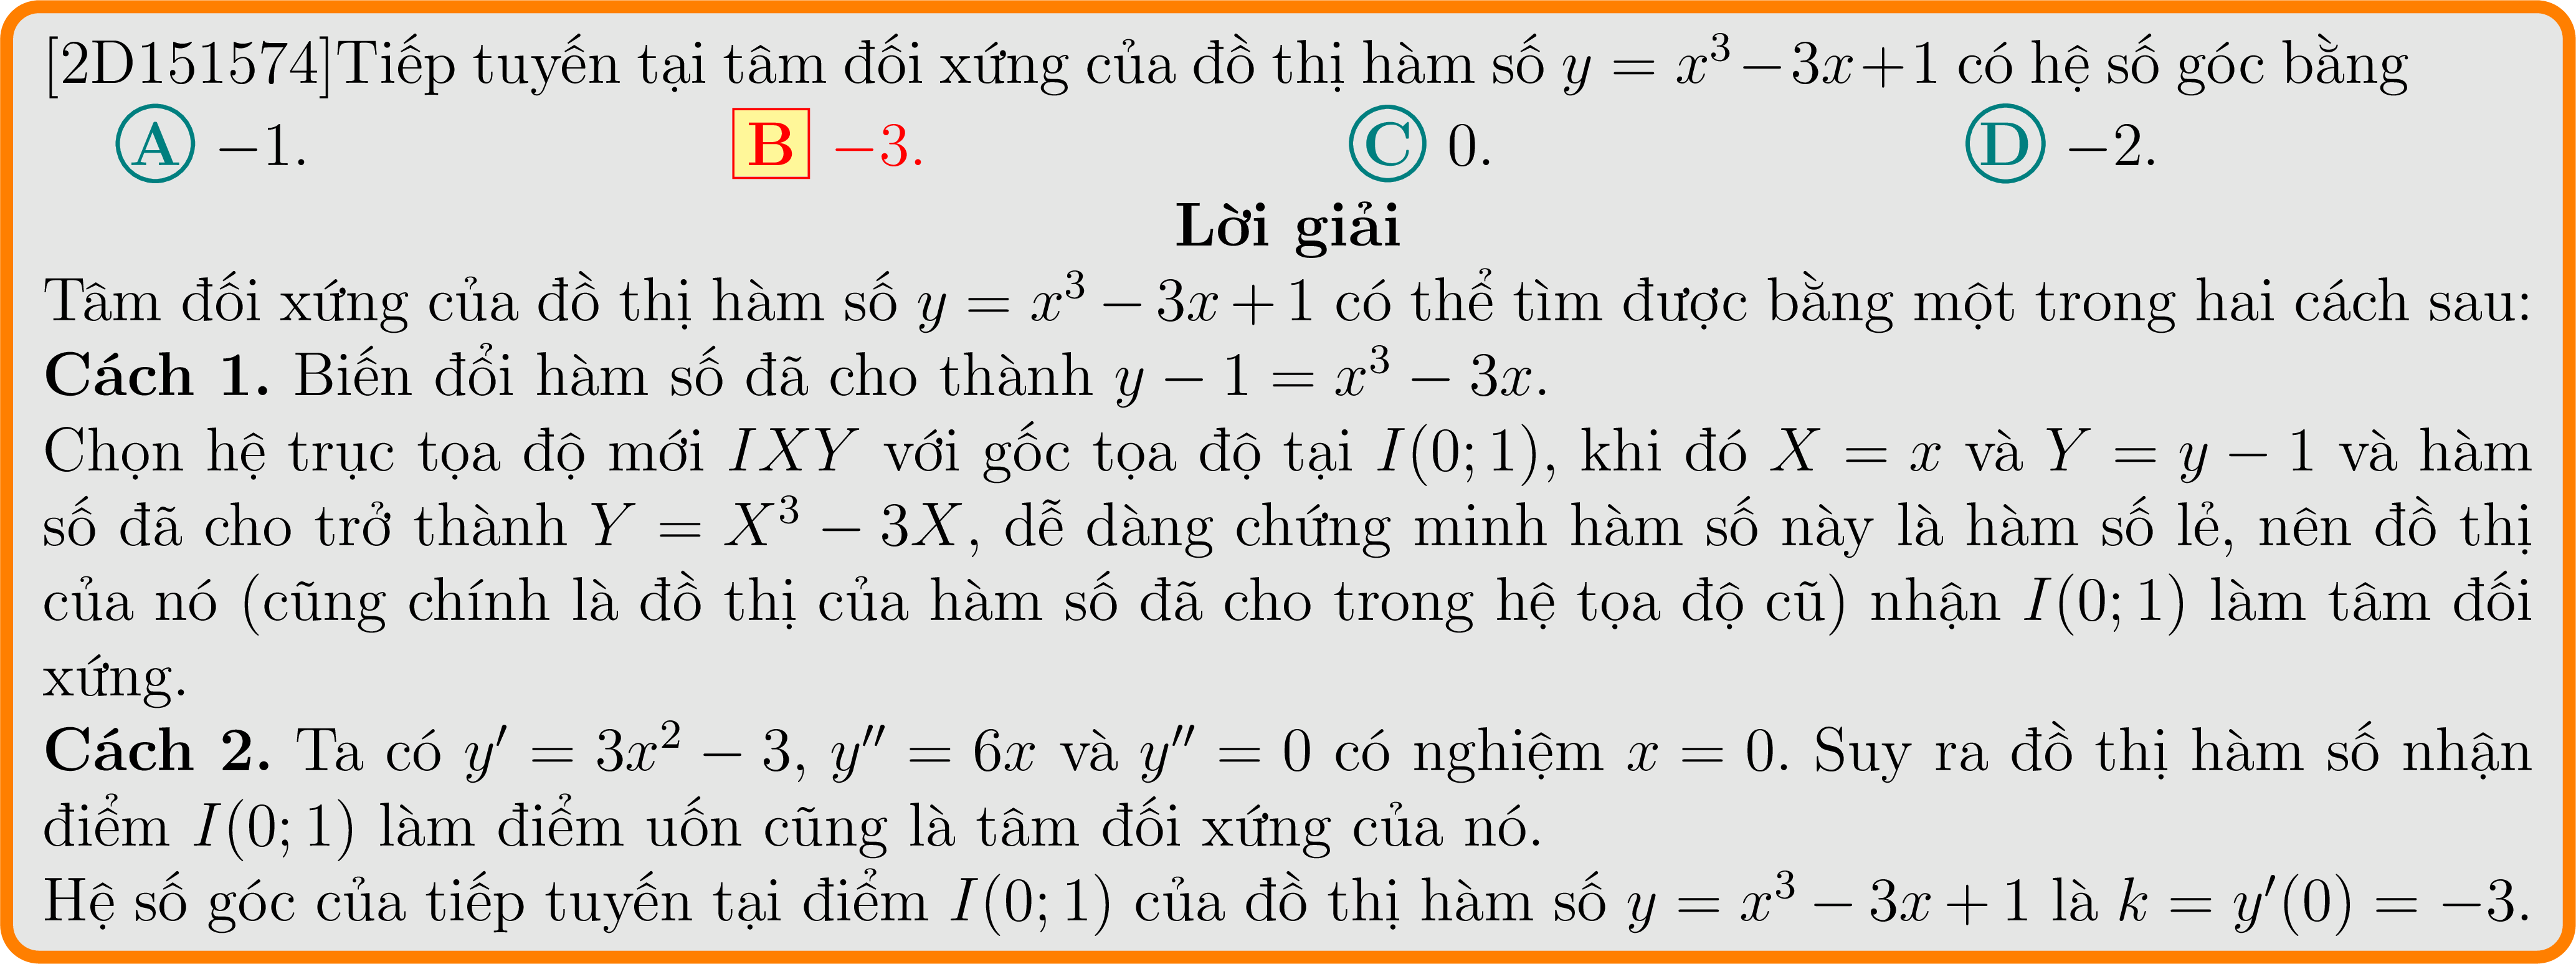 [2D151574]Tiếp tuyến tại tâm đối xứng của đồ thị hàm số y = x³−3x+1 có hệ số góc bằng
A −1. B −3. C 0. D −2.
Lời giải
Tâm đối xứng của đồ thị hàm số y = x³ − 3x + 1 có thể tìm được bằng một trong hai cách sau:
Cách 1. Biến đổi hàm số đã cho thành y − 1 = x³ − 3x.
Chọn hệ trục tọa độ mới IXY với gốc tọa độ tại I(0; 1), khi đó X = x và Y = y − 1 và hàm
số đã cho trở thành Y = X³ − 3X, dễ dàng chứng minh hàm số này là hàm số lẻ, nên đồ thị
của nó (cũng chính là đồ thị của hàm số đã cho trong hệ tọa độ cũ) nhận I(0; 1) làm tâm đối
xứng.
Cách 2. Ta có y′ = 3x² − 3, y″ = 6x và y″ = 0 có nghiệm x = 0. Suy ra đồ thị hàm số nhận
điểm I(0; 1) làm điểm uốn cũng là tâm đối xứng của nó.
Hệ số góc của tiếp tuyến tại điểm I(0; 1) của đồ thị hàm số y = x³ − 3x + 1 là k = y′(0) = −3.